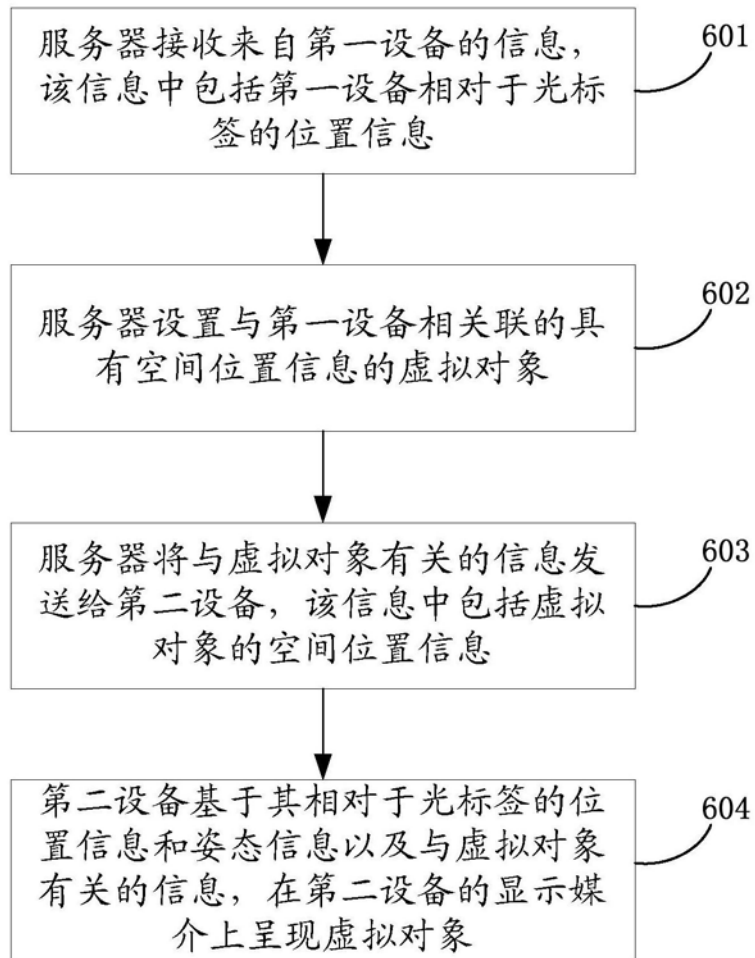 服务器接收来自第一设备的信息，
该信息中包括第一设备相对于光标
签的位置信息
601
服务器设置与第一设备相关联的具
有空间位置信息的虚拟对象
602
服务器将与虚拟对象有关的信息发
送给第二设备，该信息中包括虚拟
对象的空间位置信息
603
第二设备基于其相对于光标签的位
置信息和姿态信息以及与虚拟对象
有关的信息，在第二设备的显示媒
介上呈现虚拟对象
604